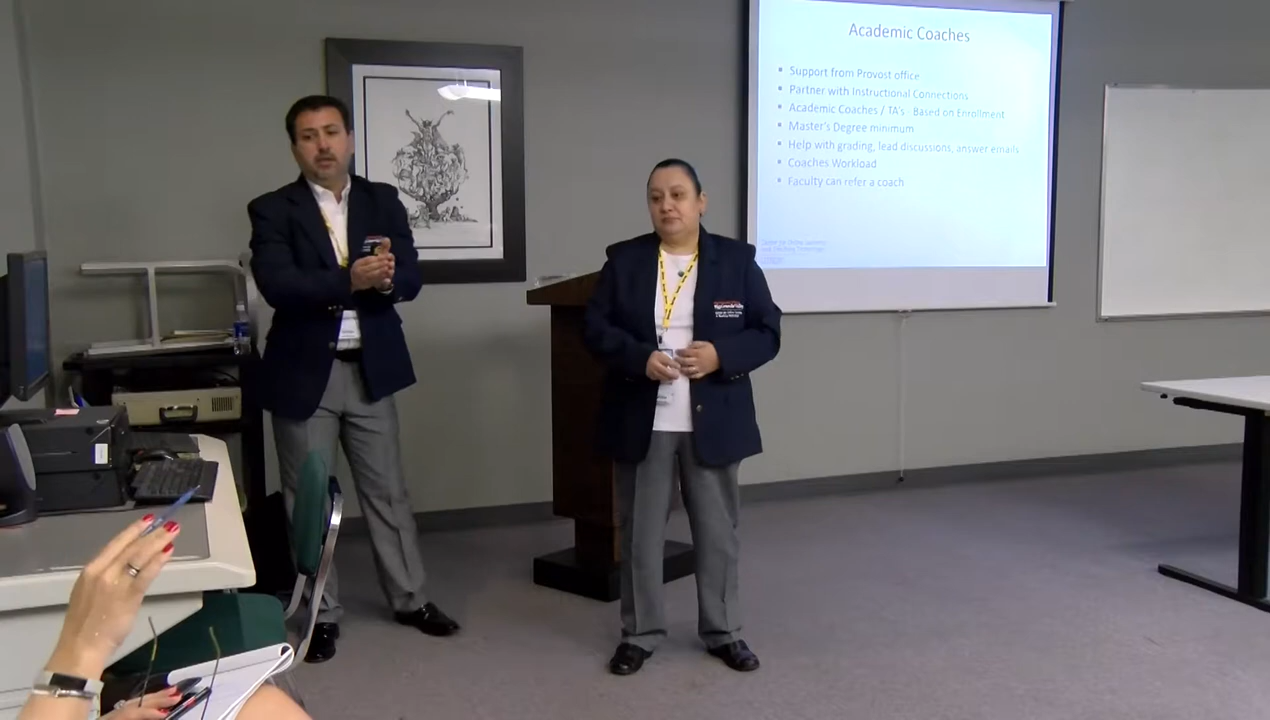 Academic Coaches
Support from Provost office
Partner with Instructional Connections
Academic Coaches / TA's - Based on Enrollment
Master's Degree minimum
Help with grading, lead discussions, answer emails
Coaches Workload
Faculty can refer a coach